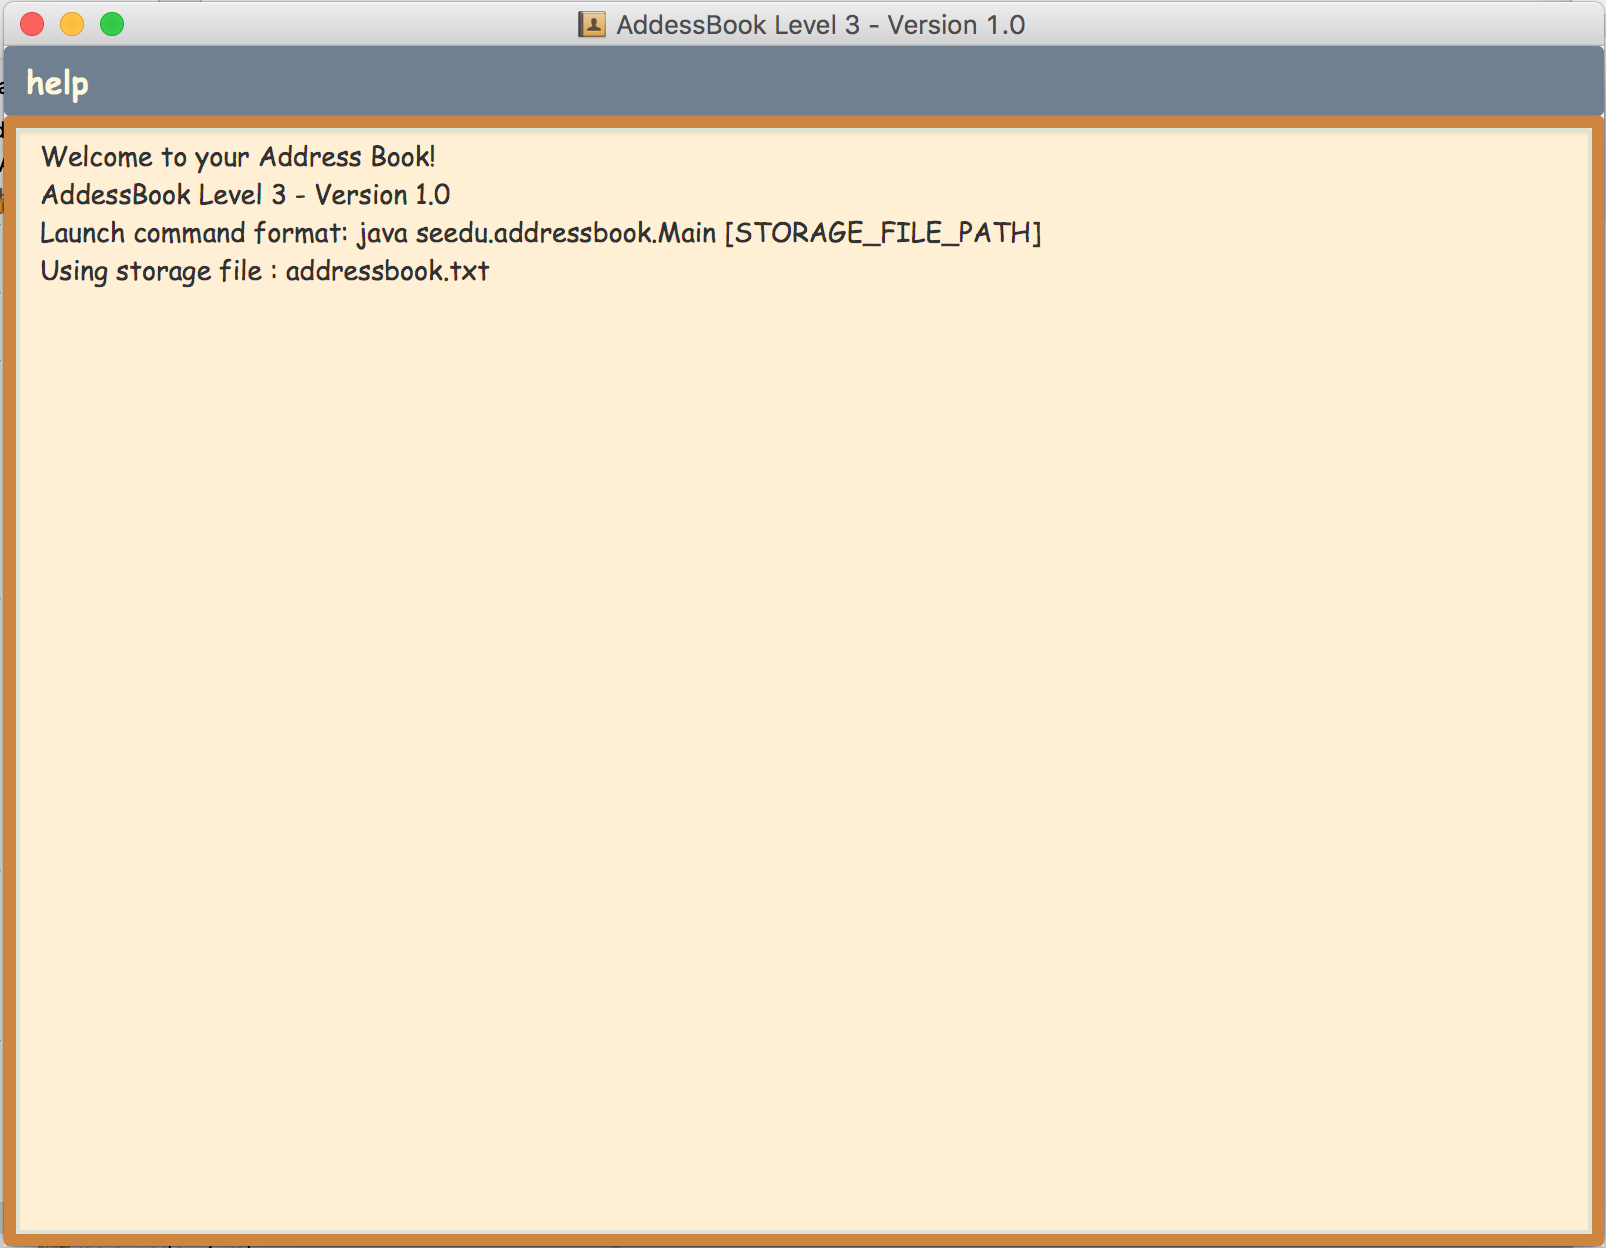 AddessBook Level 3 - Version 1.0
help
Welcome to your Address Book!
AddessBook Level 3 - Version 1.0
Launch command format: java seedu.addressbook.Main [STORAGE_FILE_PATH]
Using storage file : addressbook.txt